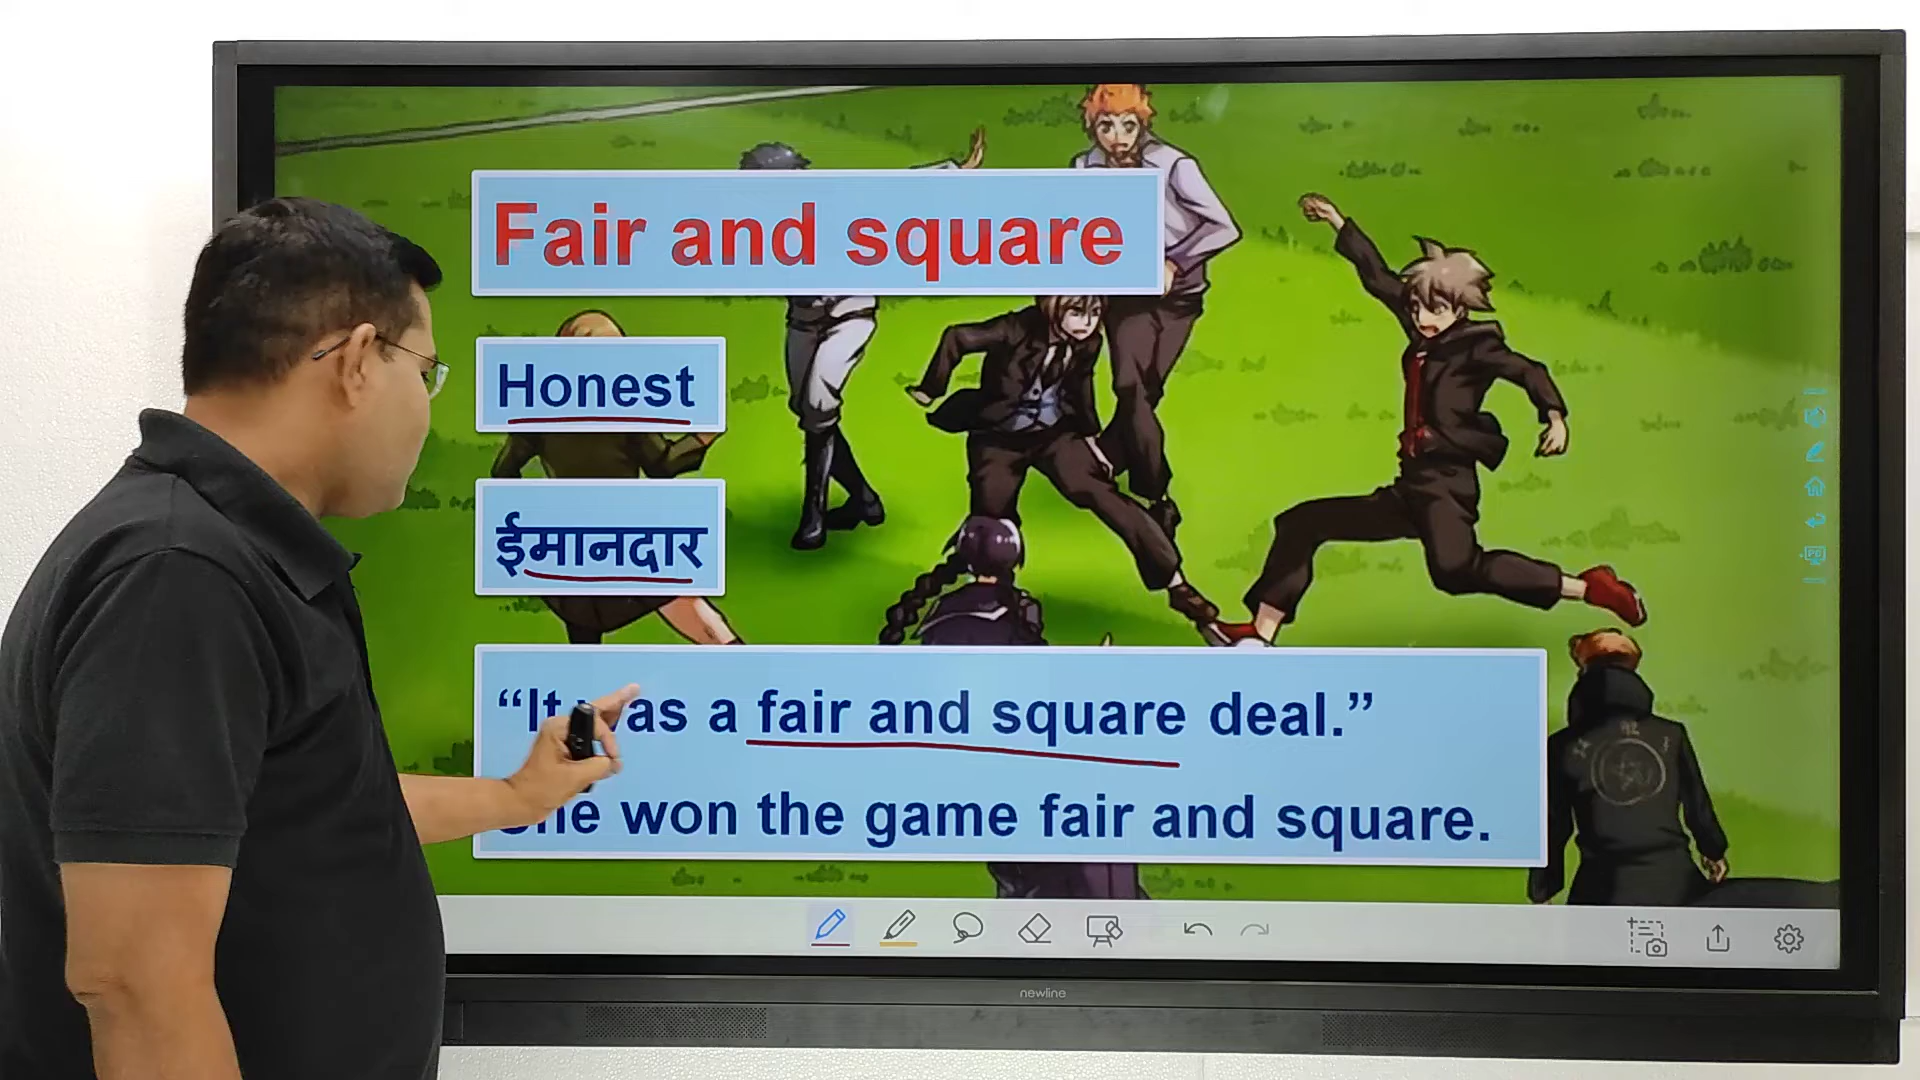 Fair and square
Honest
ईमानदार
“It was a fair and square deal.”
She won the game fair and square.
newline